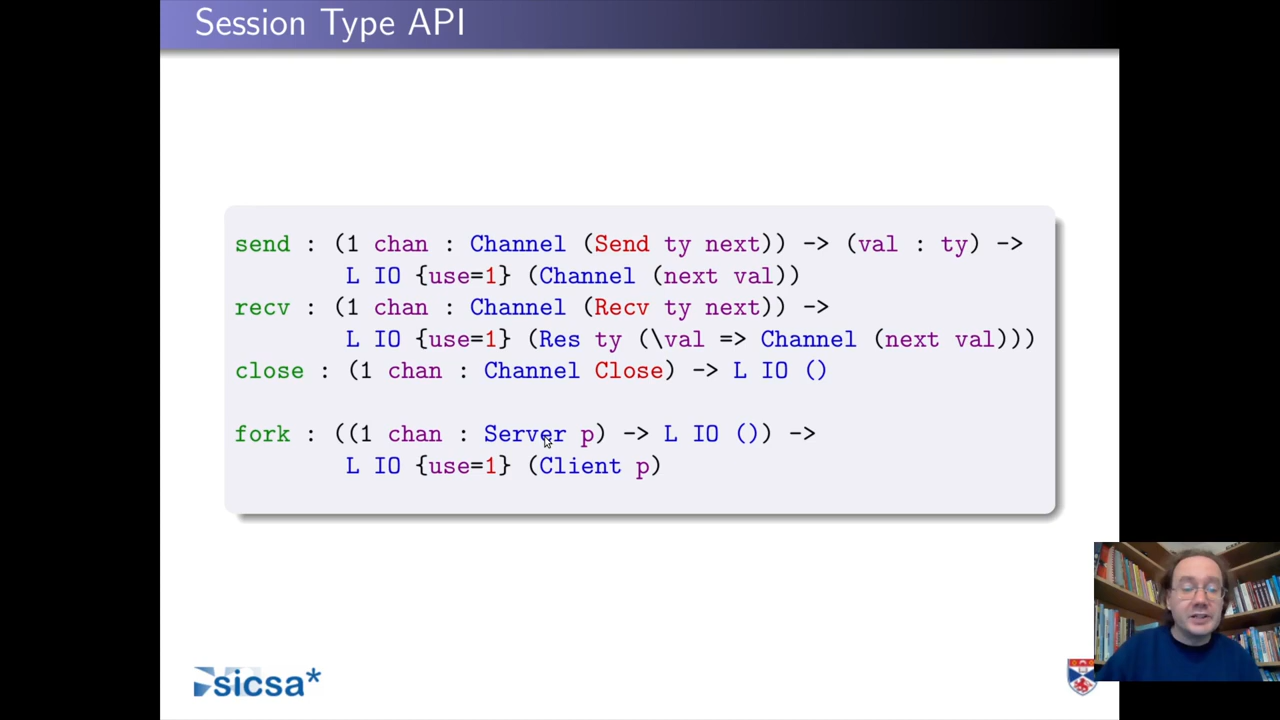 Session Type API
send : (1 chan : Channel (Send ty next)) -> (val : ty) ->
L IO {use=1} (Channel (next val))
recv : (1 chan : Channel (Recv ty next)) ->
L IO {use=1} (Res ty (\val => Channel (next val)))
close : (1 chan : Channel Close) -> L IO ()
fork : ((1 chan : Server p) -> L IO ()) ->
L IO {use=1} (Client p)
sicsa*